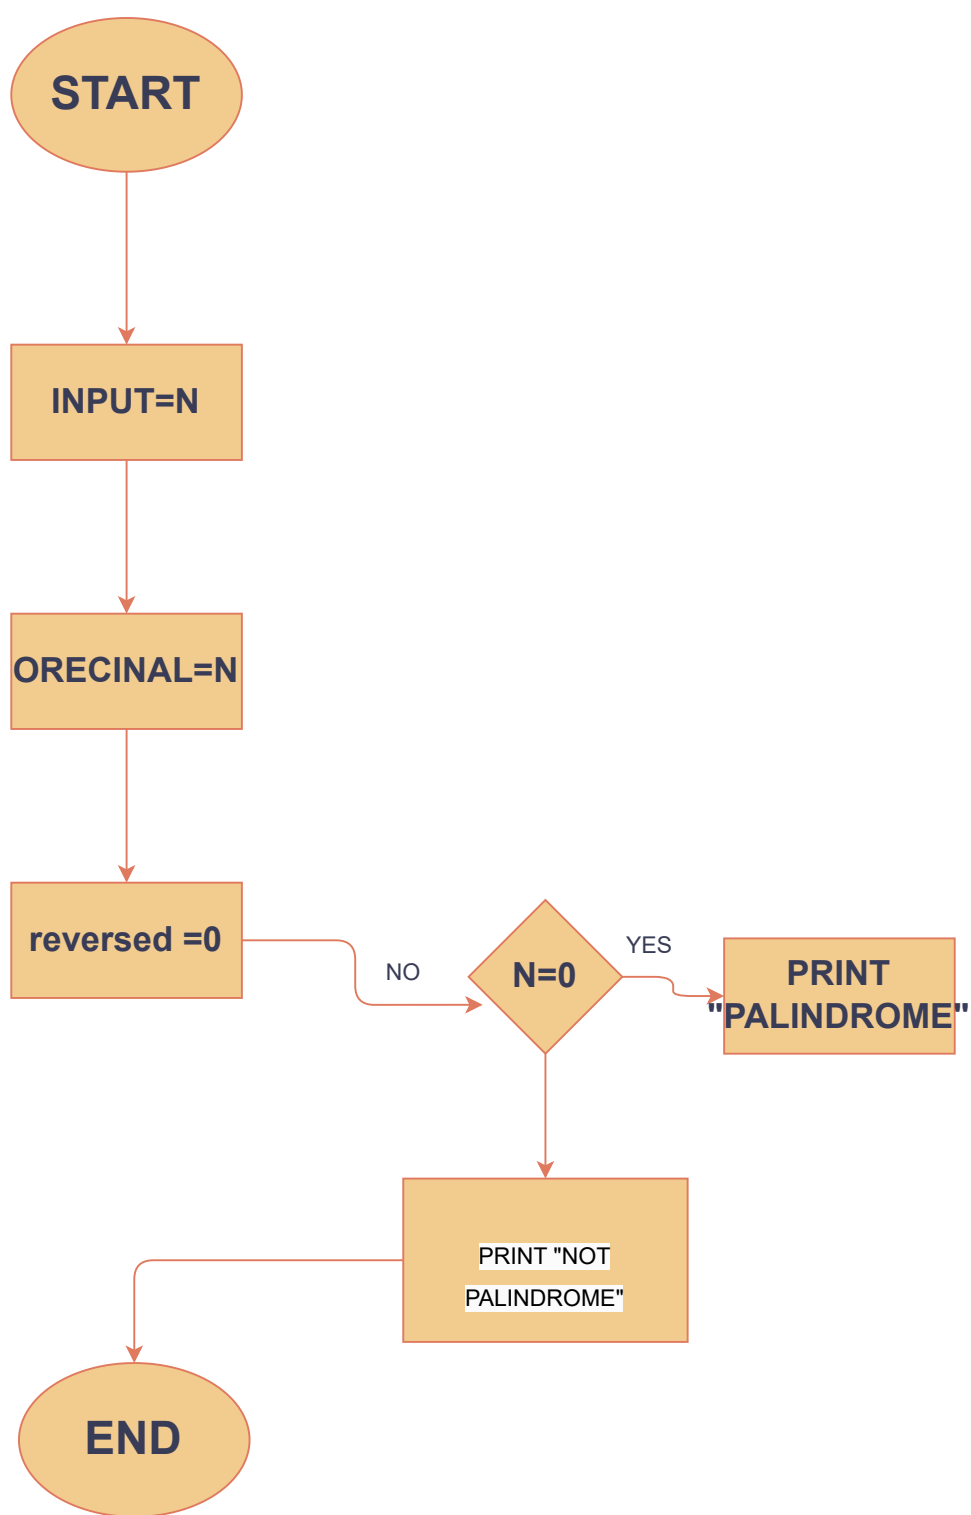 START
INPUT=N
ORECINAL=N
reversed =0
NO
N=0
YES
PRINT
"PALINDROME"
PRINT "NOT
PALINDROME"
END